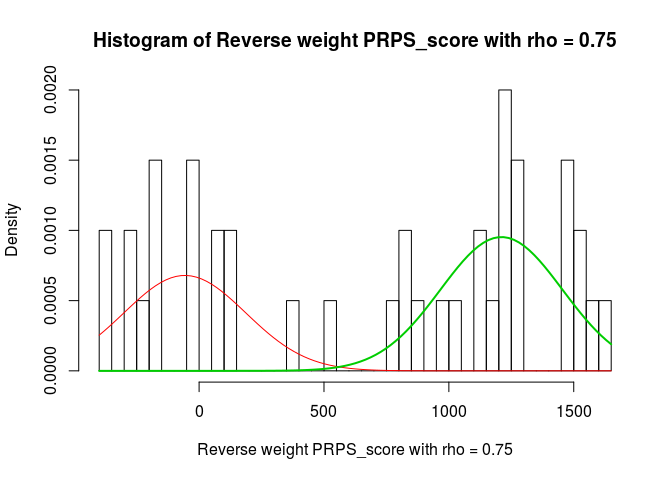 Histogram of Reverse weight PRPS_score with rho = 0.75
Density
0.0020
0.0015
0.0010
0.0005
0.0000
0 500 1000 1500
Reverse weight PRPS_score with rho = 0.75